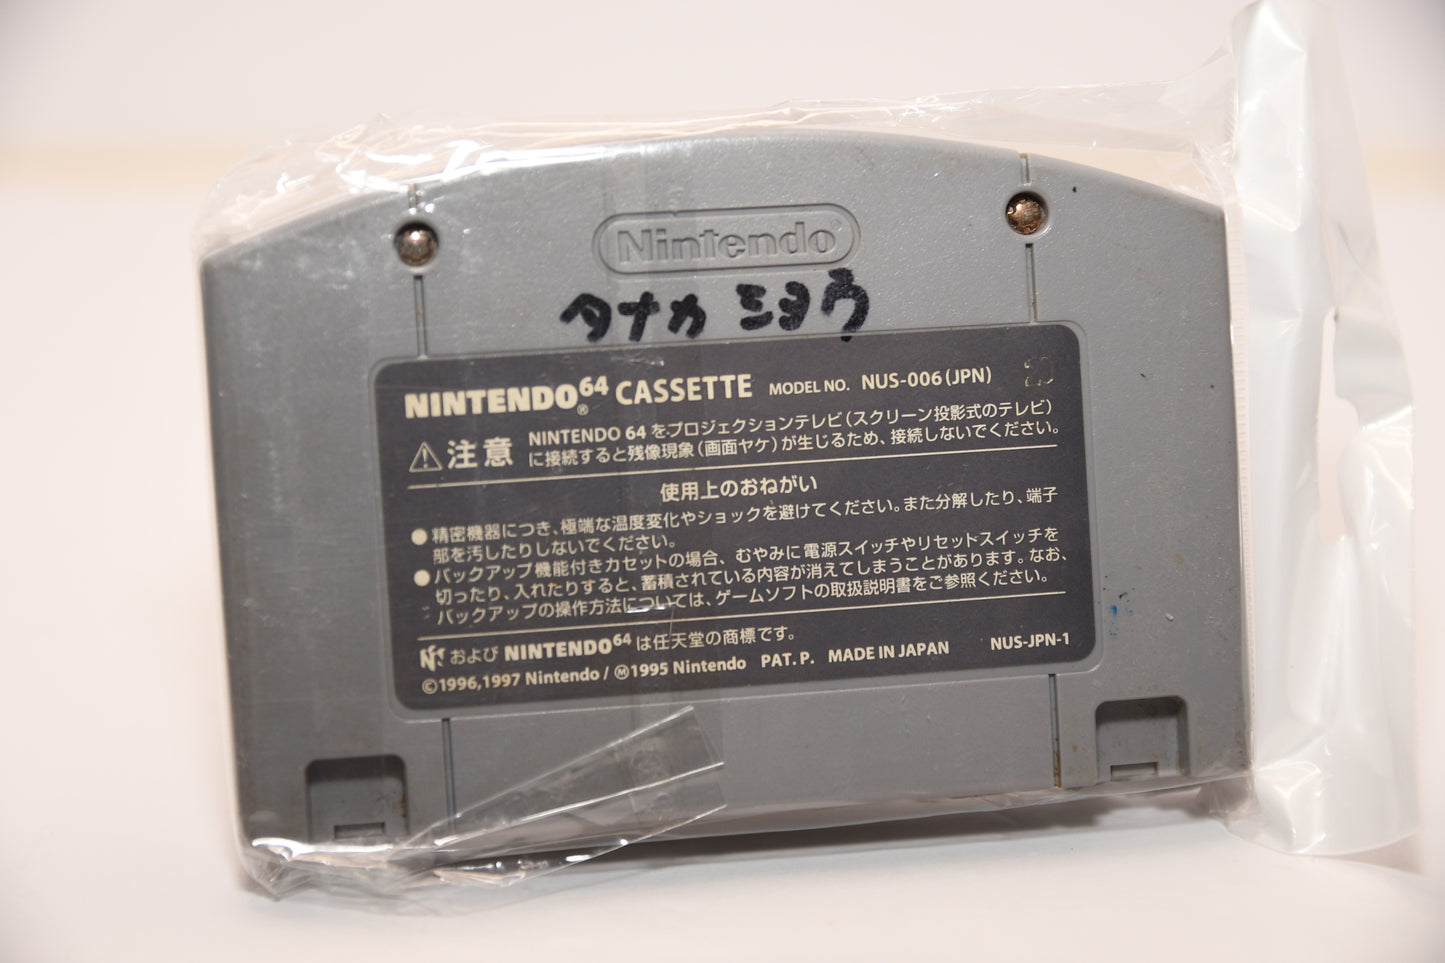 Nintendo
タナカ ミヨウ
NINTENDO64 CASSETTE MODEL NO. NUS-006(JPN)
⚠注意 NINTENDO 64 をプロジェクションテレビ(スクリーン投影式のテレビ)
に接続すると残像現象(画面ヤケ)が生じるため、接続しないでください。
使用上のおねがい
●精密機器につき、極端な温度変化やショックを避けてください。また分解したり、端子
部を汚したりしないでください。
●バックアップ機能付きカセットの場合、むやみに電源スイッチやリセットスイッチを
切ったり、入れたりすると、蓄積されている内容が消えてしまうことがあります。なお、
バックアップの操作方法については、ゲームソフトの取扱説明書をご参照ください。
および NINTENDO64 は任天堂の商標です。
©1996,1997 Nintendo / Ⓜ1995 Nintendo PAT. P. MADE IN JAPAN NUS-JPN-1